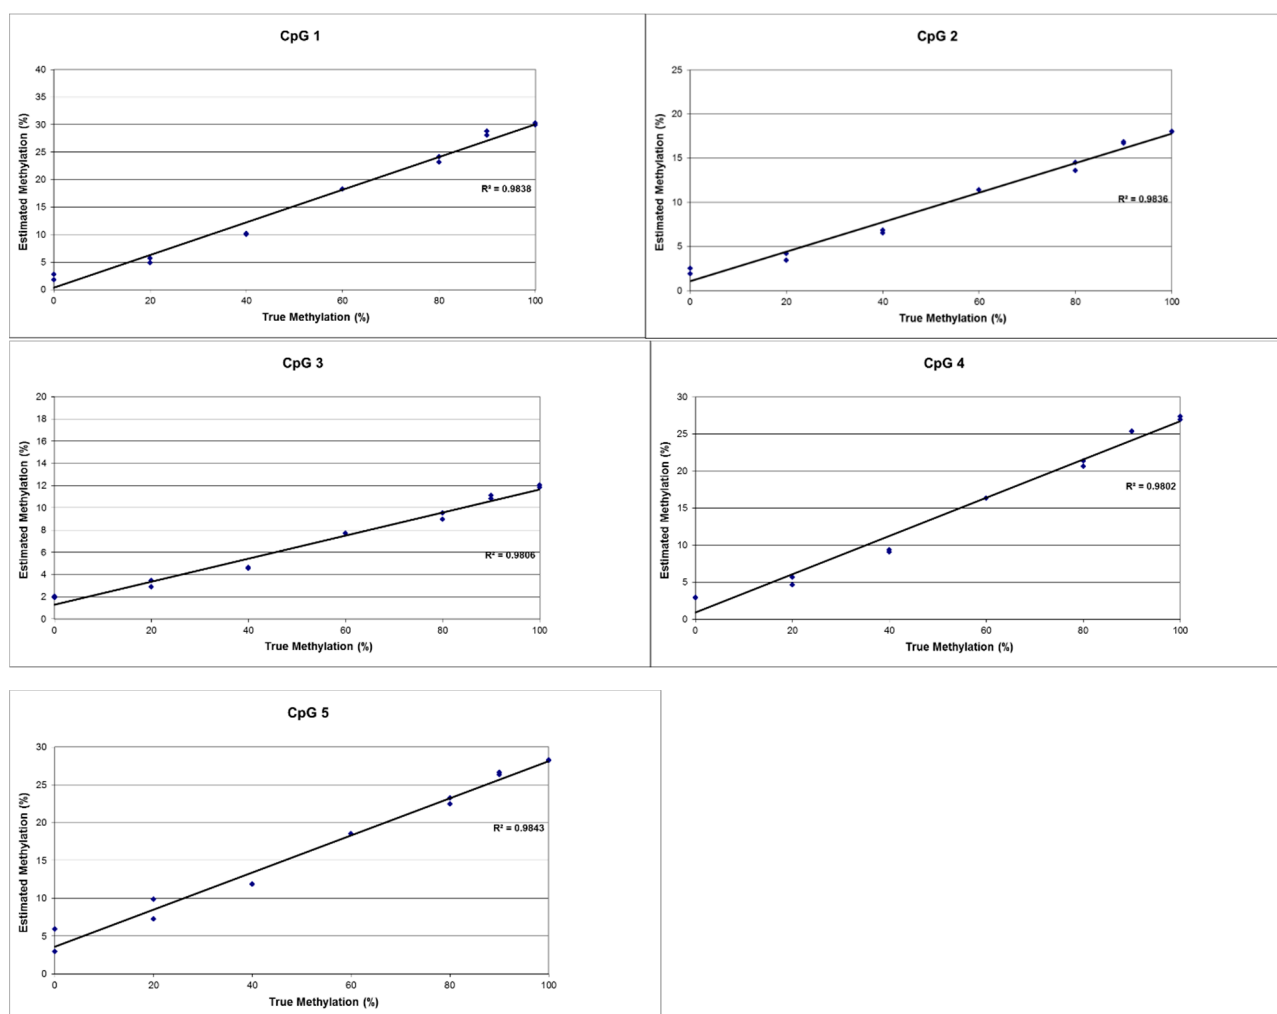 CpG 1
40
35
30
25
20
15
10
5
0
0 20 40 60 80 100
Estimated Methylation (%)
True Methylation (%)
R² = 0.9838
CpG 2
25
20
15
10
5
0
0 20 40 60 80 100
Estimated Methylation (%)
True Methylation (%)
R² = 0.9836
CpG 3
20
18
16
14
12
10
8
6
4
2
0
0 20 40 60 80 100
Estimated Methylation (%)
True Methylation (%)
R² = 0.9806
CpG 4
30
25
20
15
10
5
0
0 20 40 60 80 100
Estimated Methylation (%)
True Methylation (%)
R² = 0.9802
CpG 5
30
25
20
15
10
5
0
0 20 40 60 80 100
Estimated Methylation (%)
True Methylation (%)
R² = 0.9843